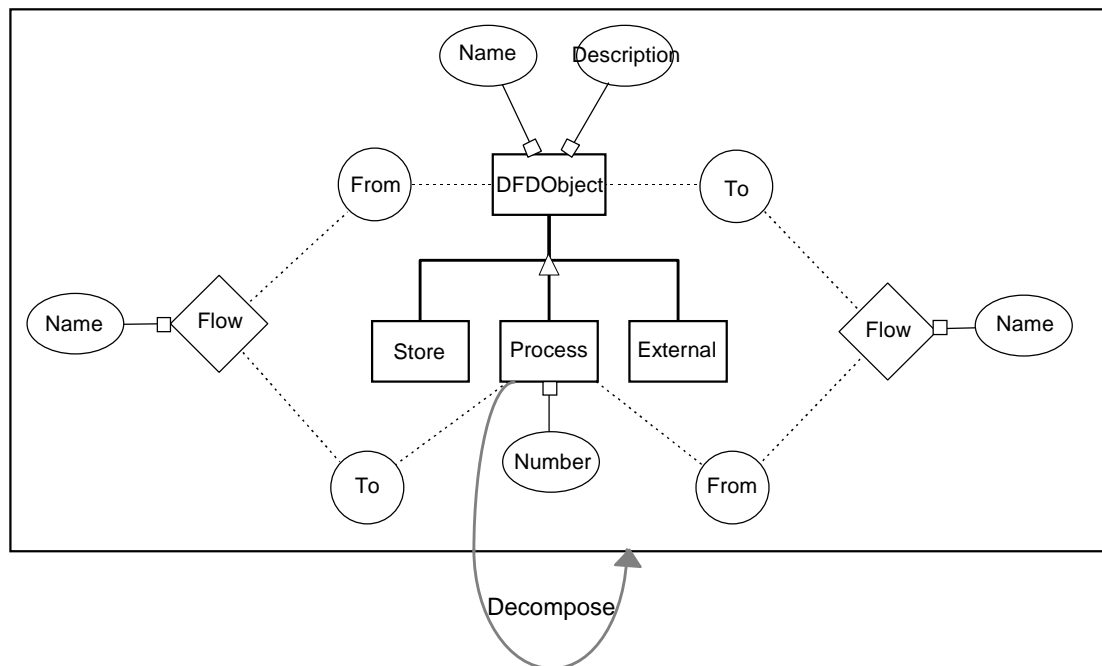 Name
Description
From
DFDObject
To
Name
Flow
Store
Process
External
Flow
Name
To
Number
From
Decompose